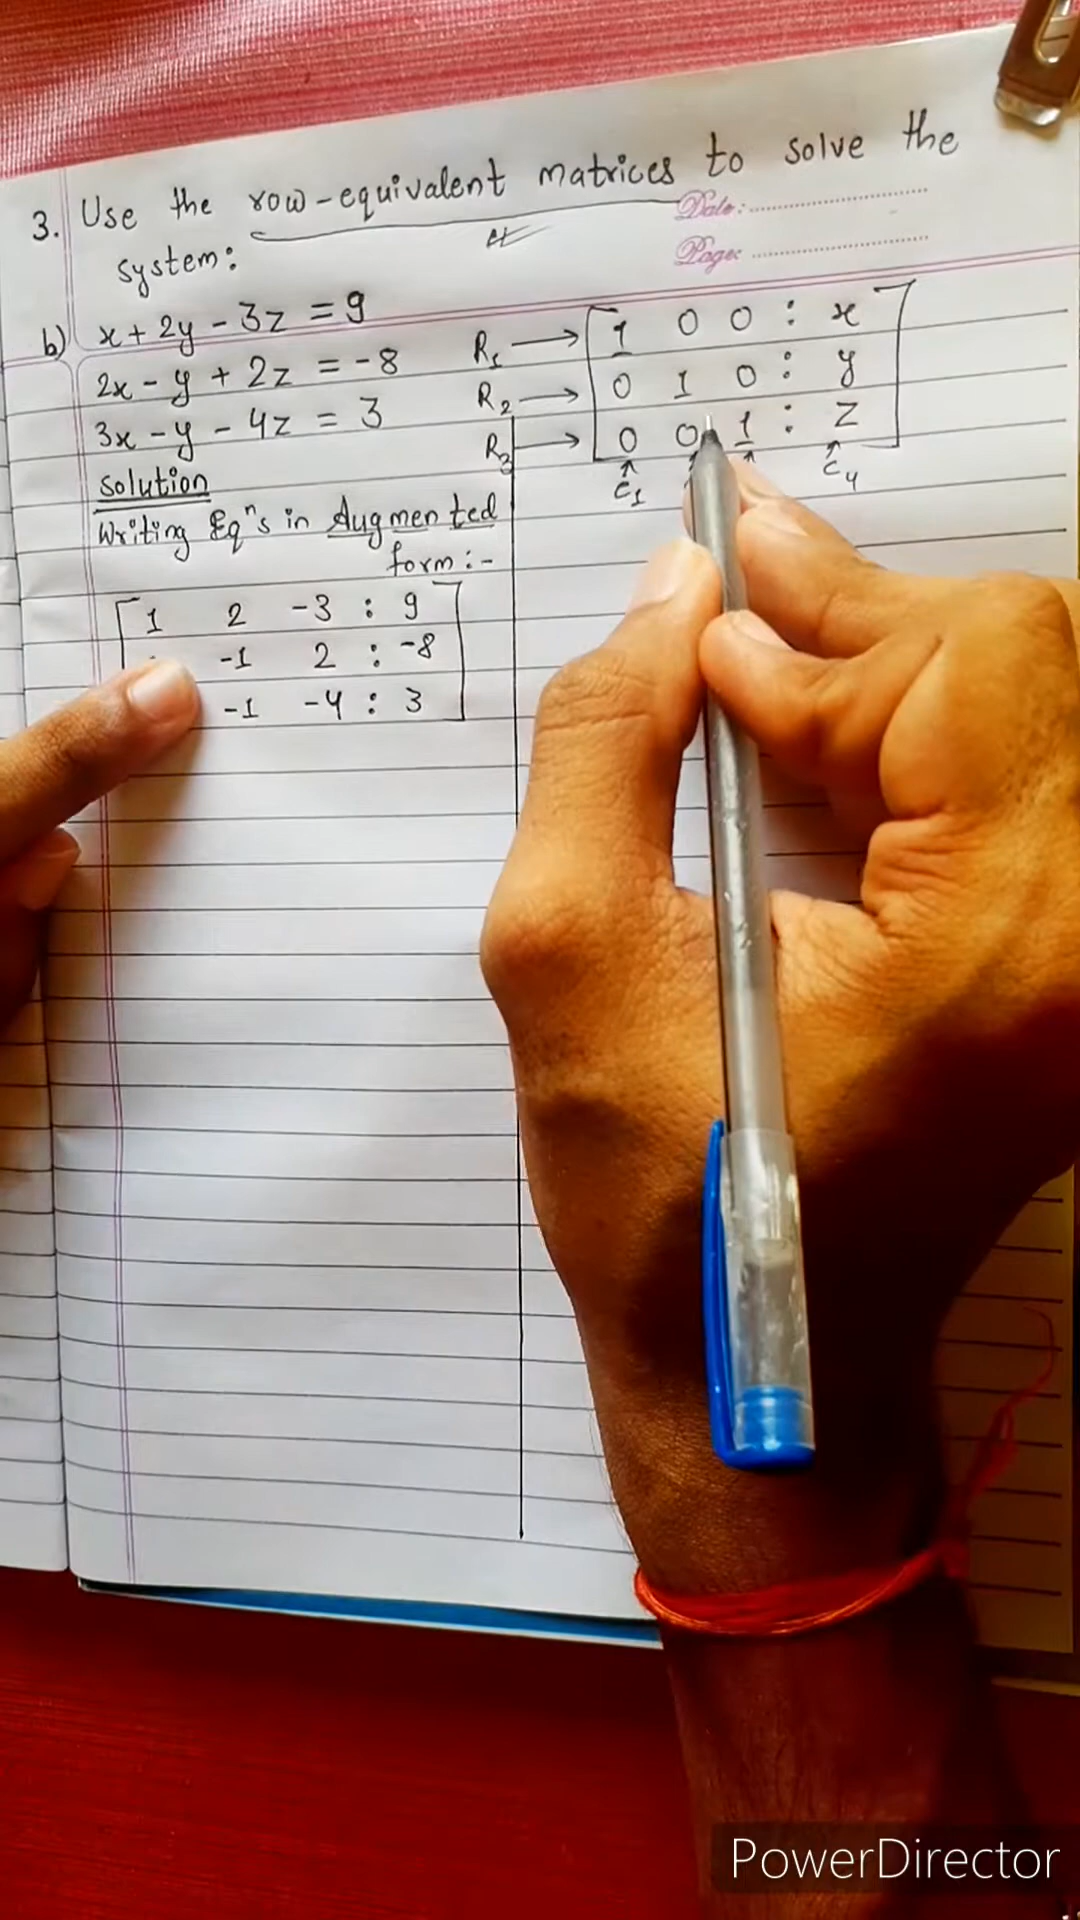 3. Use the row-equivalent matrices to solve the
system:
Date:
Page:
b) x + 2y - 3z = 9
2x - y + 2z = -8
3x - y - 4z = 3
R₁ → [ 1 0 0 : x ]
R₂ → [ 0 1 0 : y ]
R₃ → [ 0 0 1 : z ]
C₁ C₄
Solution
Writing Eqⁿs in Augmented
form :-
[ 1 2 -3 : 9 ]
-1 2 : -8
-1 -4 : 3
PowerDirector